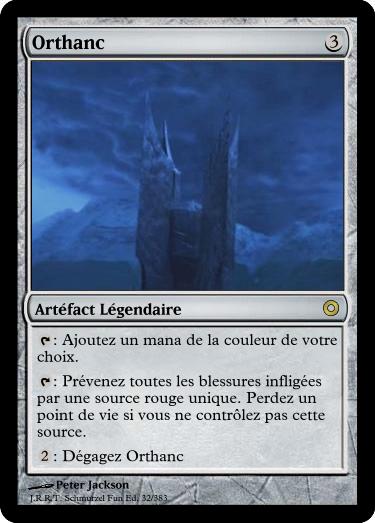 Orthanc 3
Artéfact Légendaire
: Ajoutez un mana de la couleur de votre
choix.
: Prévenez toutes les blessures infligées
par une source rouge unique. Perdez un
point de vie si vous ne contrôlez pas cette
source.
2 : Dégagez Orthanc
Peter Jackson
J.R.R.T. Schmurzel Fun Ed. 32/383